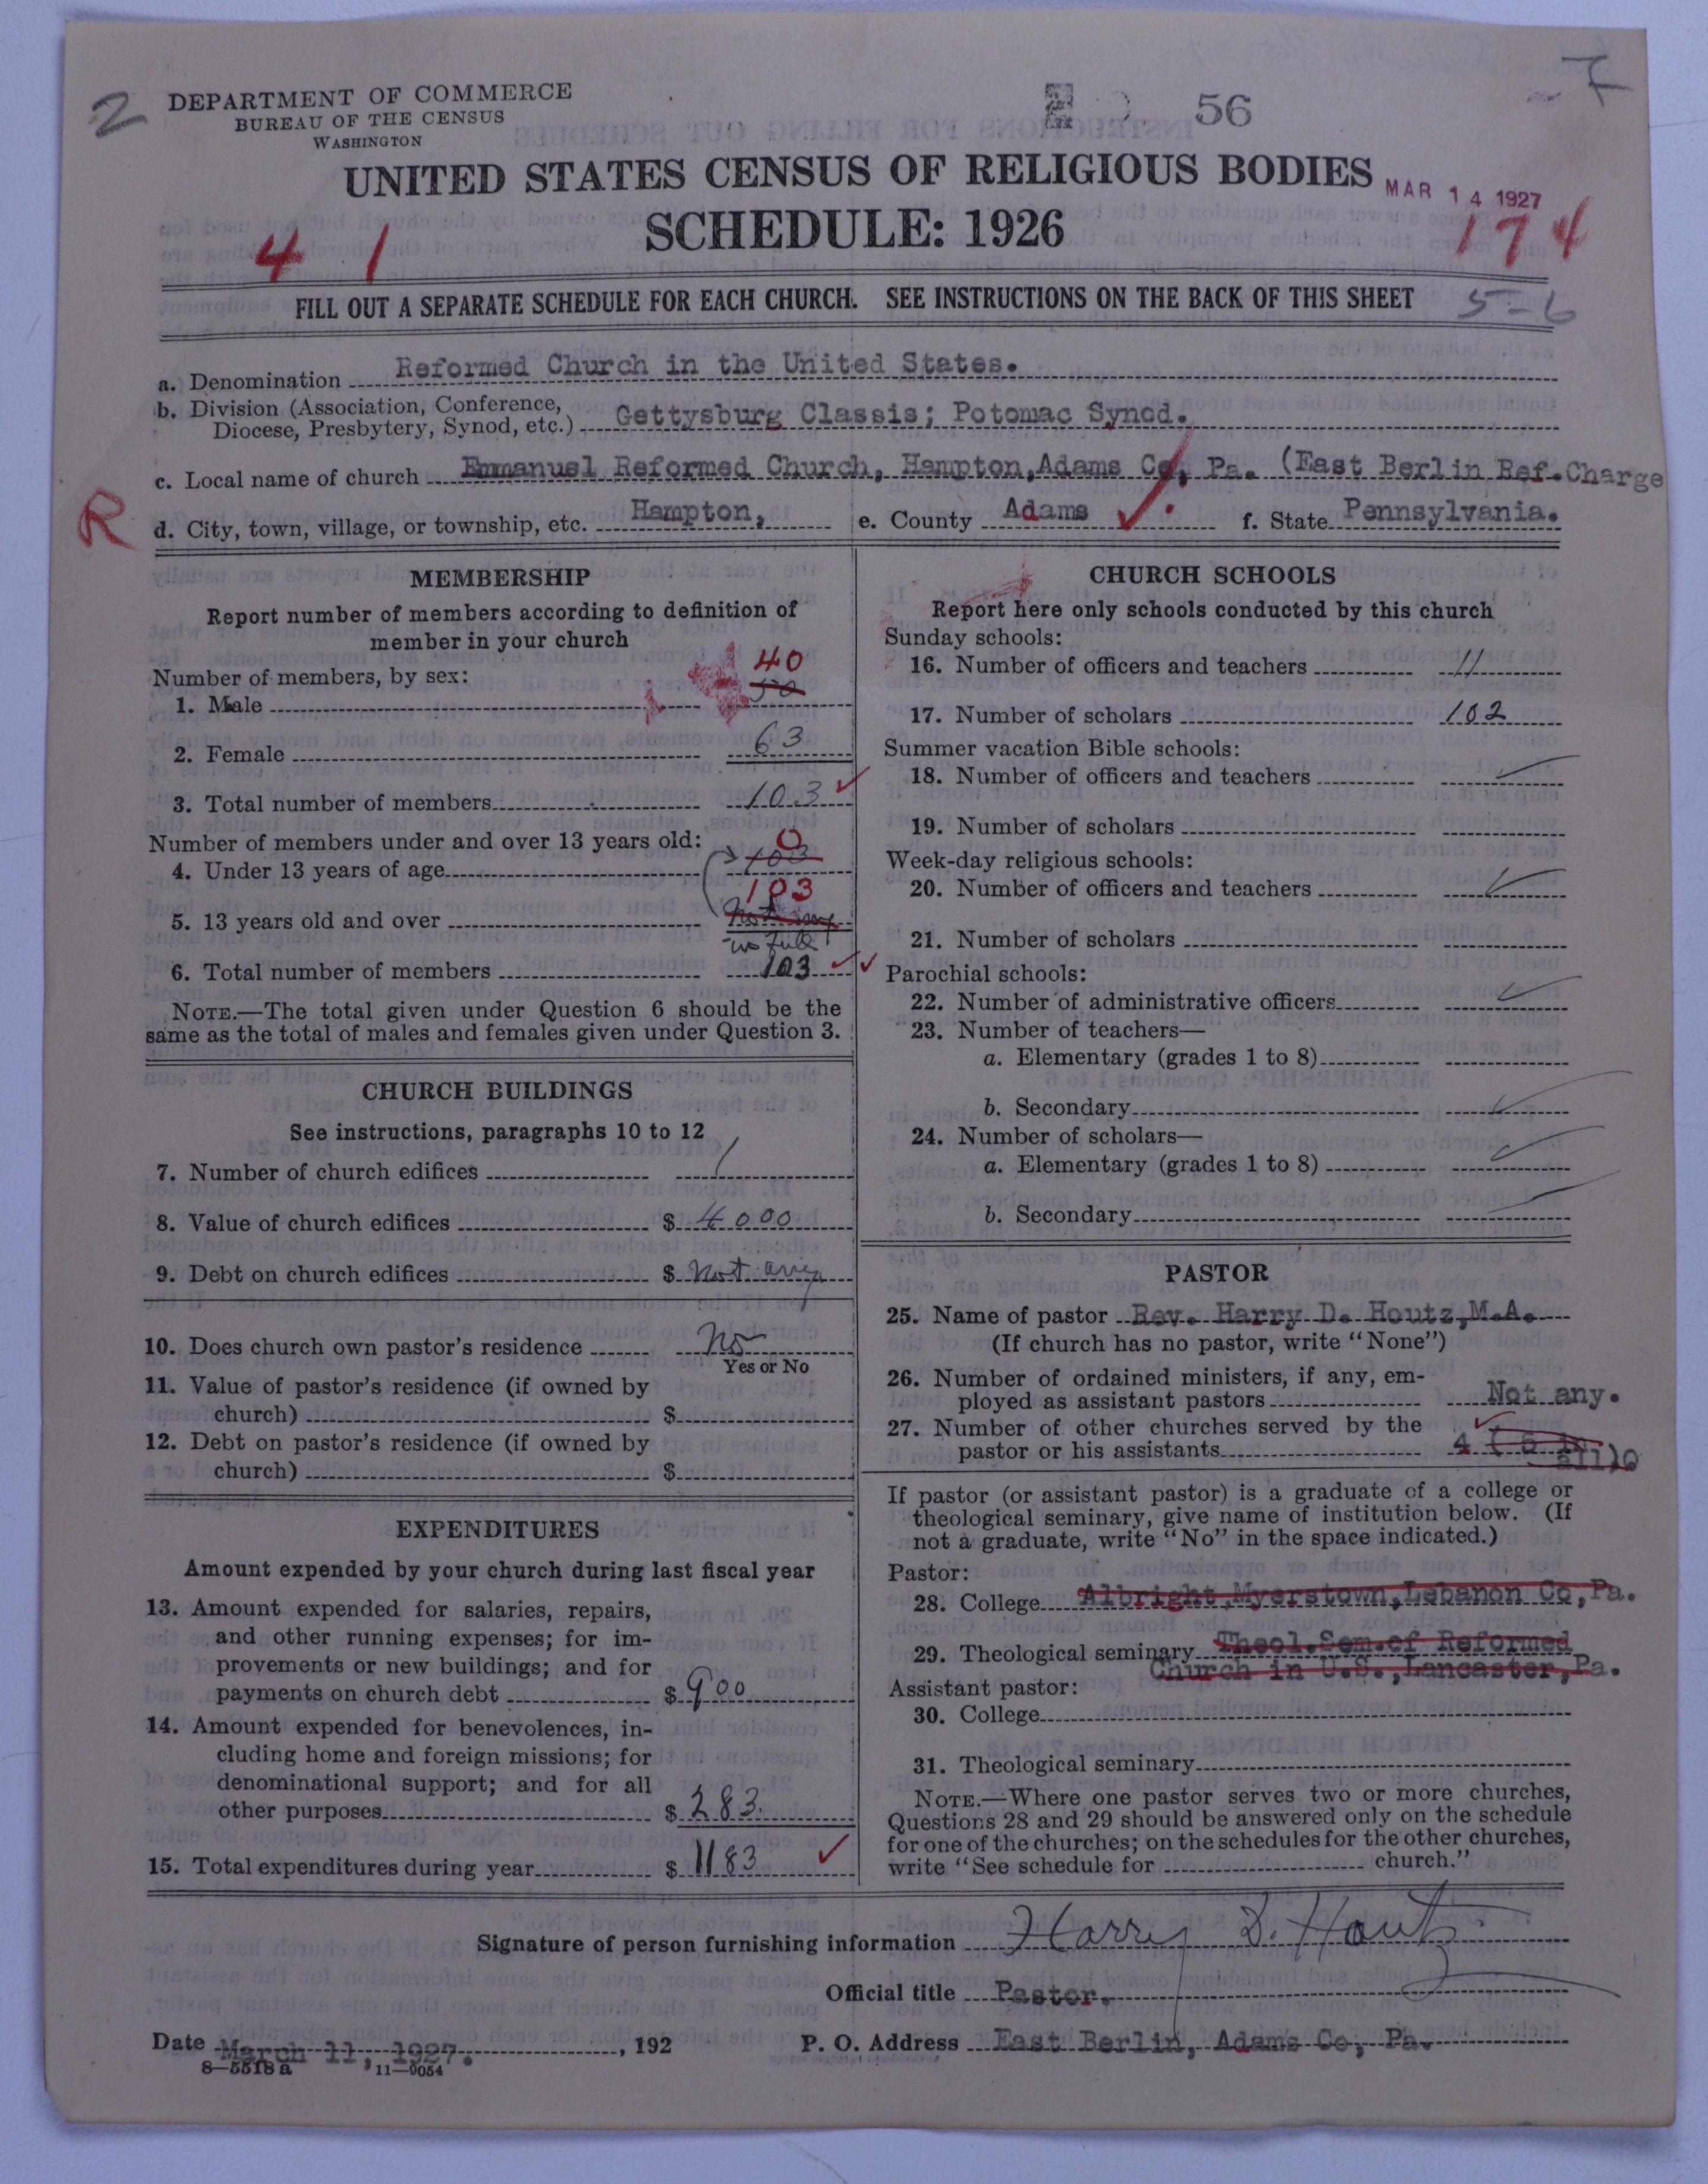 2
DEPARTMENT OF COMMERCE
BUREAU OF THE CENSUS
WASHINGTON
56
7
UNITED STATES CENSUS OF RELIGIOUS BODIES
MAR 14 1927
SCHEDULE: 1926
4 1
174
FILL OUT A SEPARATE SCHEDULE FOR EACH CHURCH. SEE INSTRUCTIONS ON THE BACK OF THIS SHEET
5-6
a. Denomination Reformed Church in the United States.
b. Division (Association, Conference,
Diocese, Presbytery, Synod, etc.) Gettysburg Classis; Potomac Synod.
c. Local name of church Emmanuel Reformed Church, Hampton, Adams Co, Pa. (East Berlin Ref. Charge
R
d. City, town, village, or township, etc. Hampton, e. County Adams f. State Pennsylvania.
MEMBERSHIP
Report number of members according to definition of
member in your church
Number of members, by sex:
40
1. Male 50
2. Female 63
3. Total number of members 103
Number of members under and over 13 years old: 0
4. Under 13 years of age 103
103
5. 13 years old and over Not any
6. Total number of members 103
NOTE.—The total given under Question 6 should be the
same as the total of males and females given under Question 3.
CHURCH BUILDINGS
See instructions, paragraphs 10 to 12
7. Number of church edifices 1
8. Value of church edifices $ 4000
9. Debt on church edifices $ Not any
10. Does church own pastor's residence No
Yes or No
11. Value of pastor's residence (if owned by
church) $
12. Debt on pastor's residence (if owned by
church) $
EXPENDITURES
Amount expended by your church during last fiscal year
13. Amount expended for salaries, repairs,
and other running expenses; for im-
provements or new buildings; and for
payments on church debt $ 900
14. Amount expended for benevolences, in-
cluding home and foreign missions; for
denominational support; and for all
other purposes $ 283.
15. Total expenditures during year $ 1183
CHURCH SCHOOLS
Report here only schools conducted by this church
Sunday schools:
16. Number of officers and teachers 11
17. Number of scholars 102
Summer vacation Bible schools:
18. Number of officers and teachers
19. Number of scholars
Week-day religious schools:
20. Number of officers and teachers
21. Number of scholars
Parochial schools:
22. Number of administrative officers
23. Number of teachers—
a. Elementary (grades 1 to 8)
b. Secondary
24. Number of scholars—
a. Elementary (grades 1 to 8)
b. Secondary
PASTOR
25. Name of pastor Rev. Harry D. Houtz, M.A.
(If church has no pastor, write "None")
26. Number of ordained ministers, if any, em-
ployed as assistant pastors Not any.
27. Number of other churches served by the
pastor or his assistants 4 (5 in
all)
If pastor (or assistant pastor) is a graduate of a college or
theological seminary, give name of institution below. (If
not a graduate, write "No" in the space indicated.)
Pastor:
28. College Albright, Myerstown, Lebanon Co, Pa.
29. Theological seminary Theol. Sem. of Reformed
Church in U.S., Lancaster, Pa.
Assistant pastor:
30. College
31. Theological seminary
NOTE.—Where one pastor serves two or more churches,
Questions 28 and 29 should be answered only on the schedule
for one of the churches; on the schedules for the other churches,
write "See schedule for church."
Signature of person furnishing information Harry D. Houtz
Official title Pastor.
Date March 11, 1927. , 192 P. O. Address East Berlin, Adams Co, Pa.
8—5518 a 11—9054